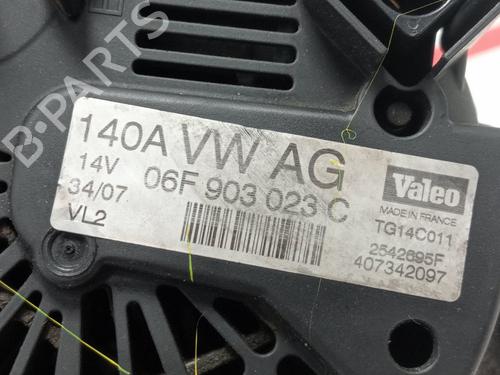 B-PARTS
140A VW AG
14V 06F 903 023 C
34/07
VL2
Valeo
MADE IN FRANCE
TG14C011
2542695F
407342097